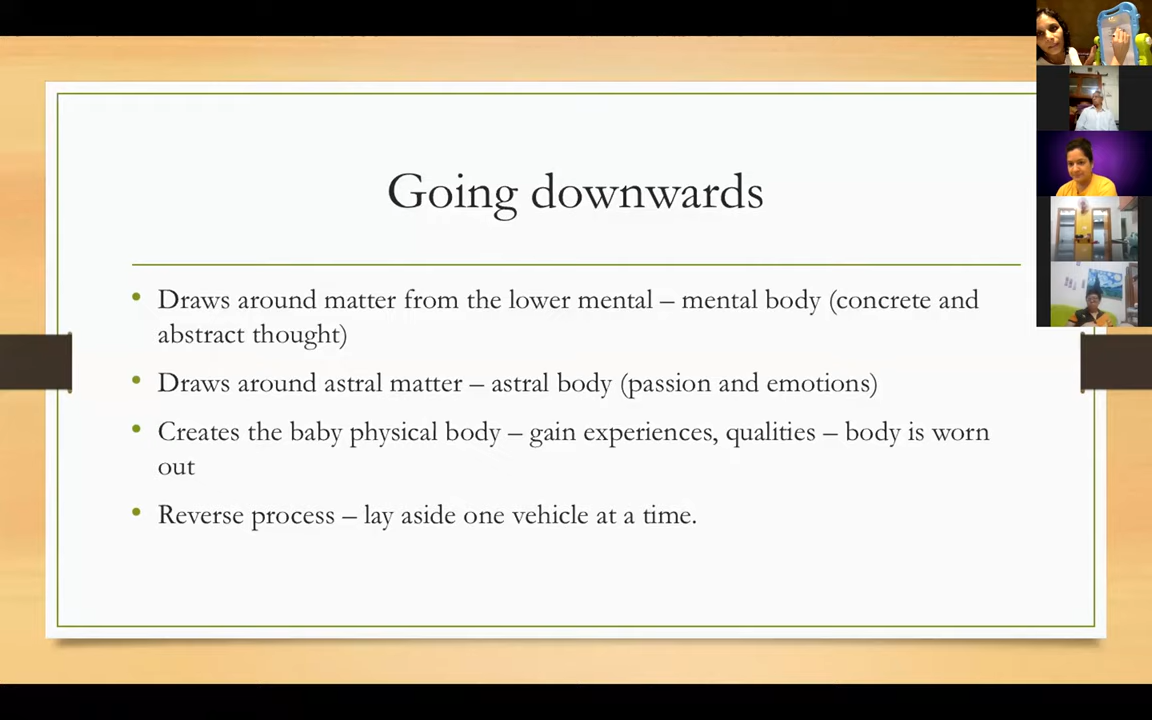 Going downwards
• Draws around matter from the lower mental – mental body (concrete and
abstract thought)
• Draws around astral matter – astral body (passion and emotions)
• Creates the baby physical body – gain experiences, qualities – body is worn
out
• Reverse process – lay aside one vehicle at a time.